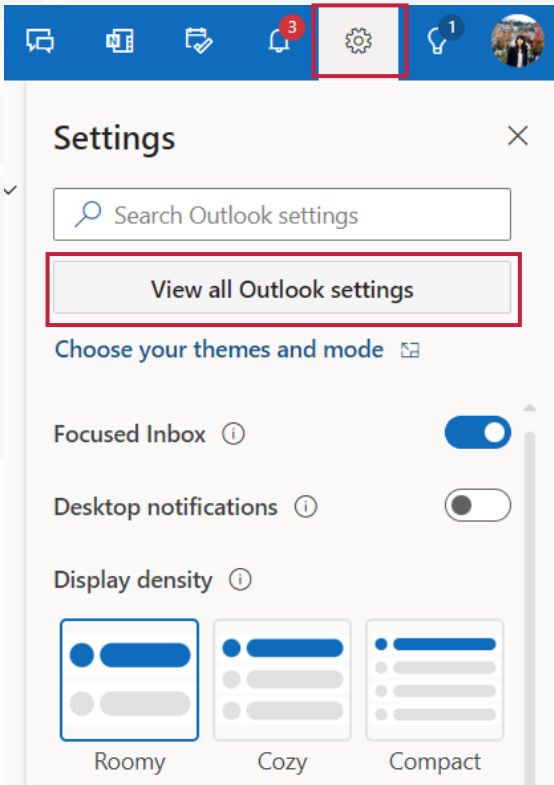 N
3
1
Settings
Search Outlook settings
View all Outlook settings
Choose your themes and mode
Focused Inbox
Desktop notifications
Display density
Roomy Cozy Compact